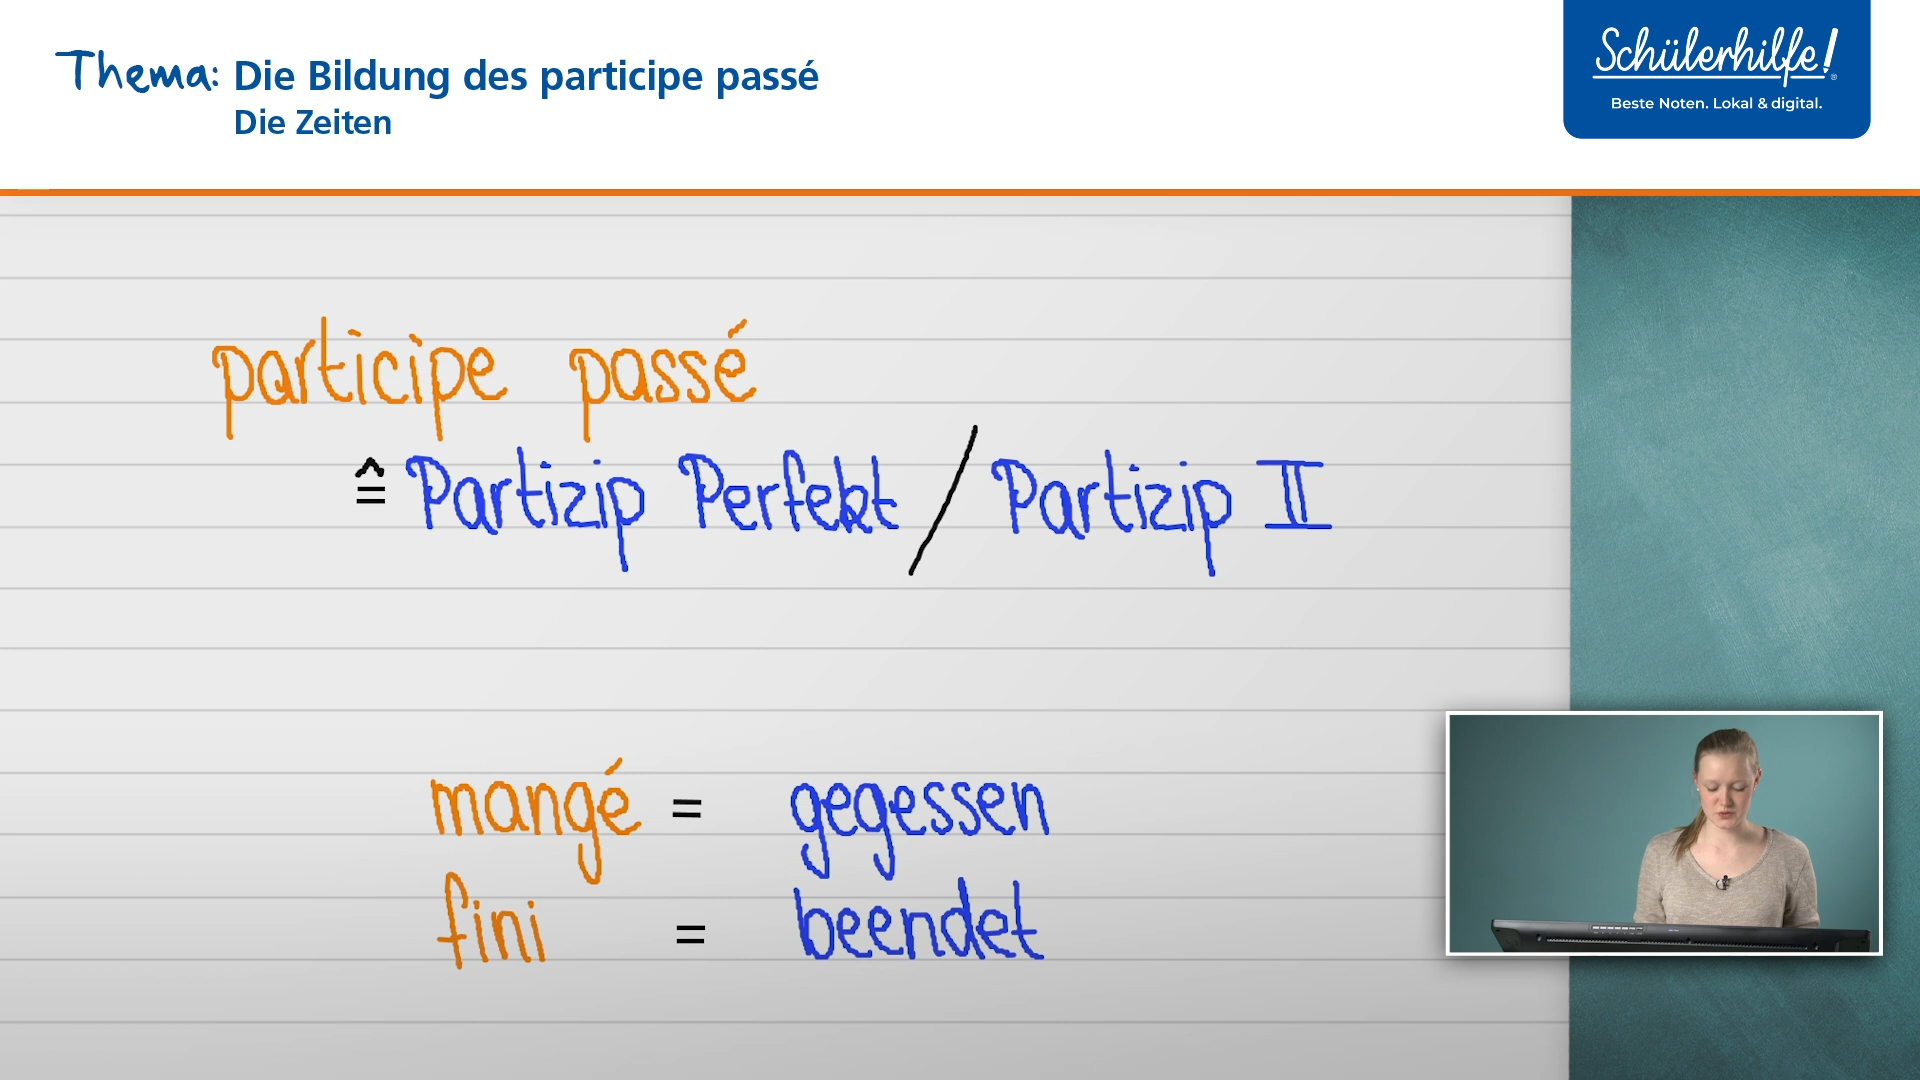 Thema: Die Bildung des participe passé
Die Zeiten
Schülerhilfe!®
Beste Noten. Lokal & digital.
participe passé
≙ Partizip Perfekt / Partizip II
mangé = gegessen
fini = beendet